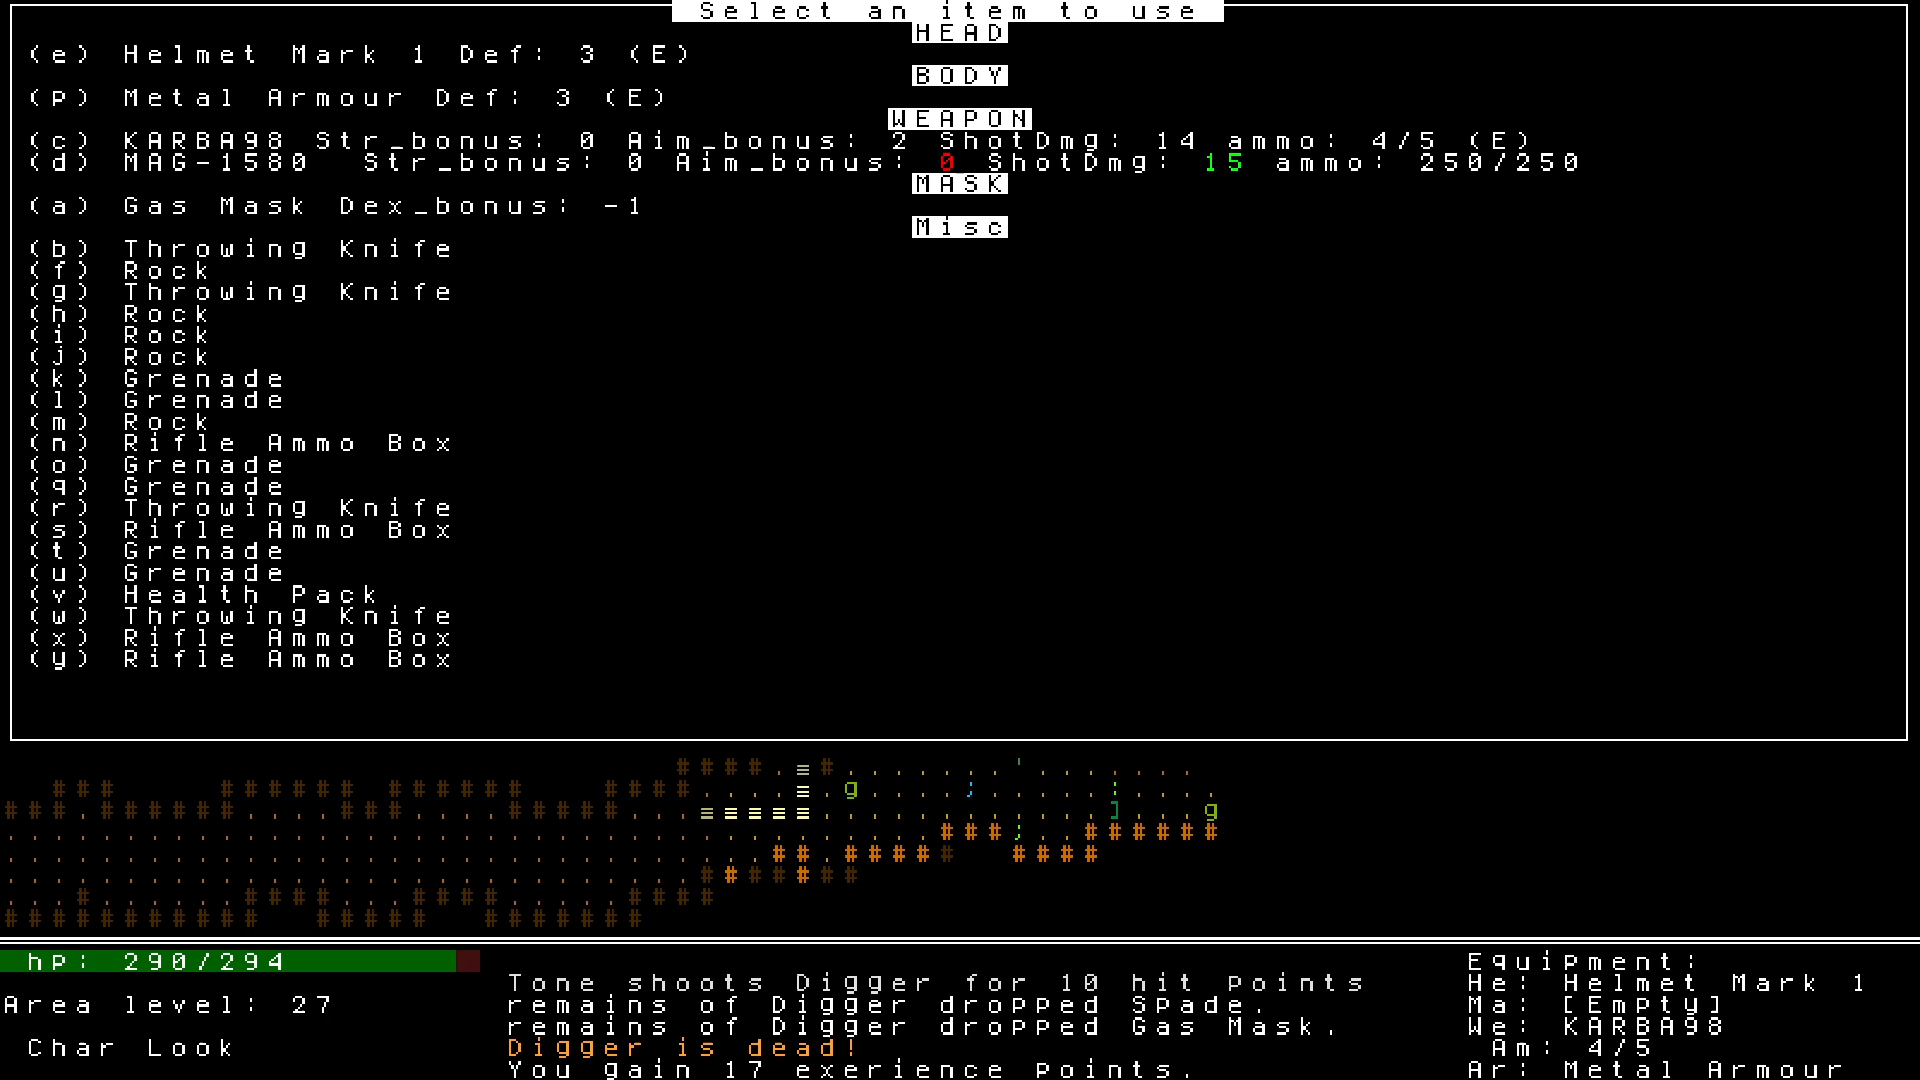 Select an item to use
HEAD
(e) Helmet Mark 1 Def: 3 (E)
BODY
(p) Metal Armour Def: 3 (E)
WEAPON
(c) KARBA98 Str_bonus: 0 Aim_bonus: 2 ShotDmg: 14 ammo: 4/5 (E)
(d) MAG-1580 Str_bonus: 0 Aim_bonus: 0 ShotDmg: 15 ammo: 250/250
MASK
(a) Gas Mask Dex_bonus: -1
Misc
(b) Throwing Knife
(f) Rock
(g) Throwing Knife
(h) Rock
(i) Rock
(j) Rock
(k) Grenade
(l) Grenade
(m) Rock
(n) Rifle Ammo Box
(o) Grenade
(q) Grenade
(r) Throwing Knife
(s) Rifle Ammo Box
(t) Grenade
(u) Grenade
(v) Health Pack
(w) Throwing Knife
(x) Rifle Ammo Box
(y) Rifle Ammo Box
hp: 290/294
Area level: 27
Char Look
Tone shoots Digger for 10 hit points
remains of Digger dropped Spade.
remains of Digger dropped Gas Mask.
Digger is dead!
You gain 17 exerience points.
Equipment:
He: Helmet Mark 1
Ma: [Empty]
We: KARBA98
Am: 4/5
Ar: Metal Armour